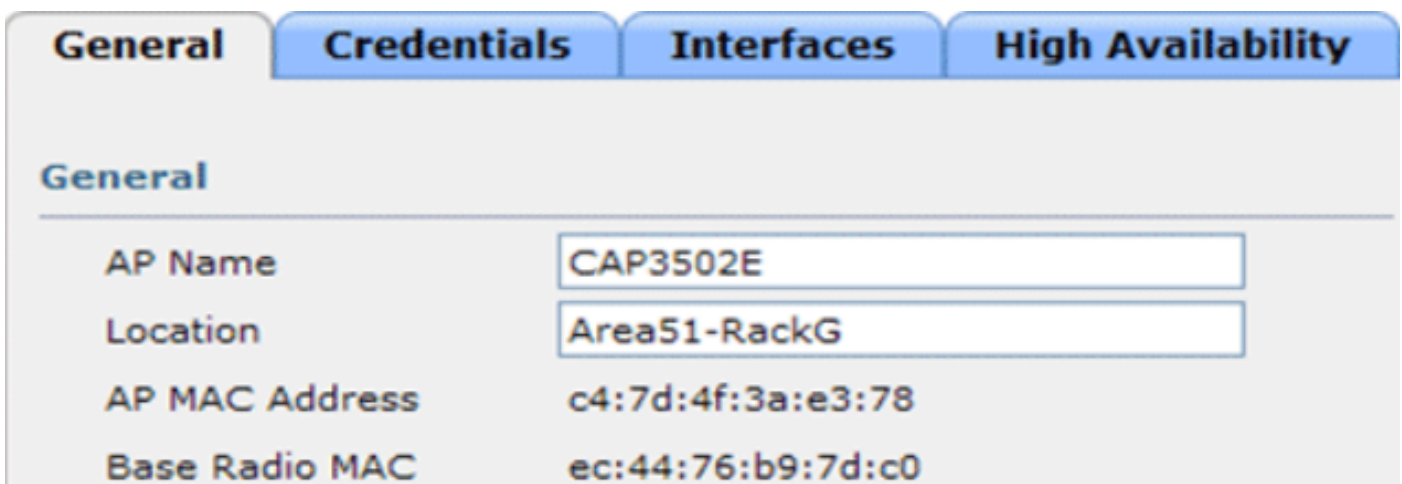 General Credentials Interfaces High Availability
General
AP Name CAP3502E
Location Area51-RackG
AP MAC Address c4:7d:4f:3a:e3:78
Base Radio MAC ec:44:76:b9:7d:c0